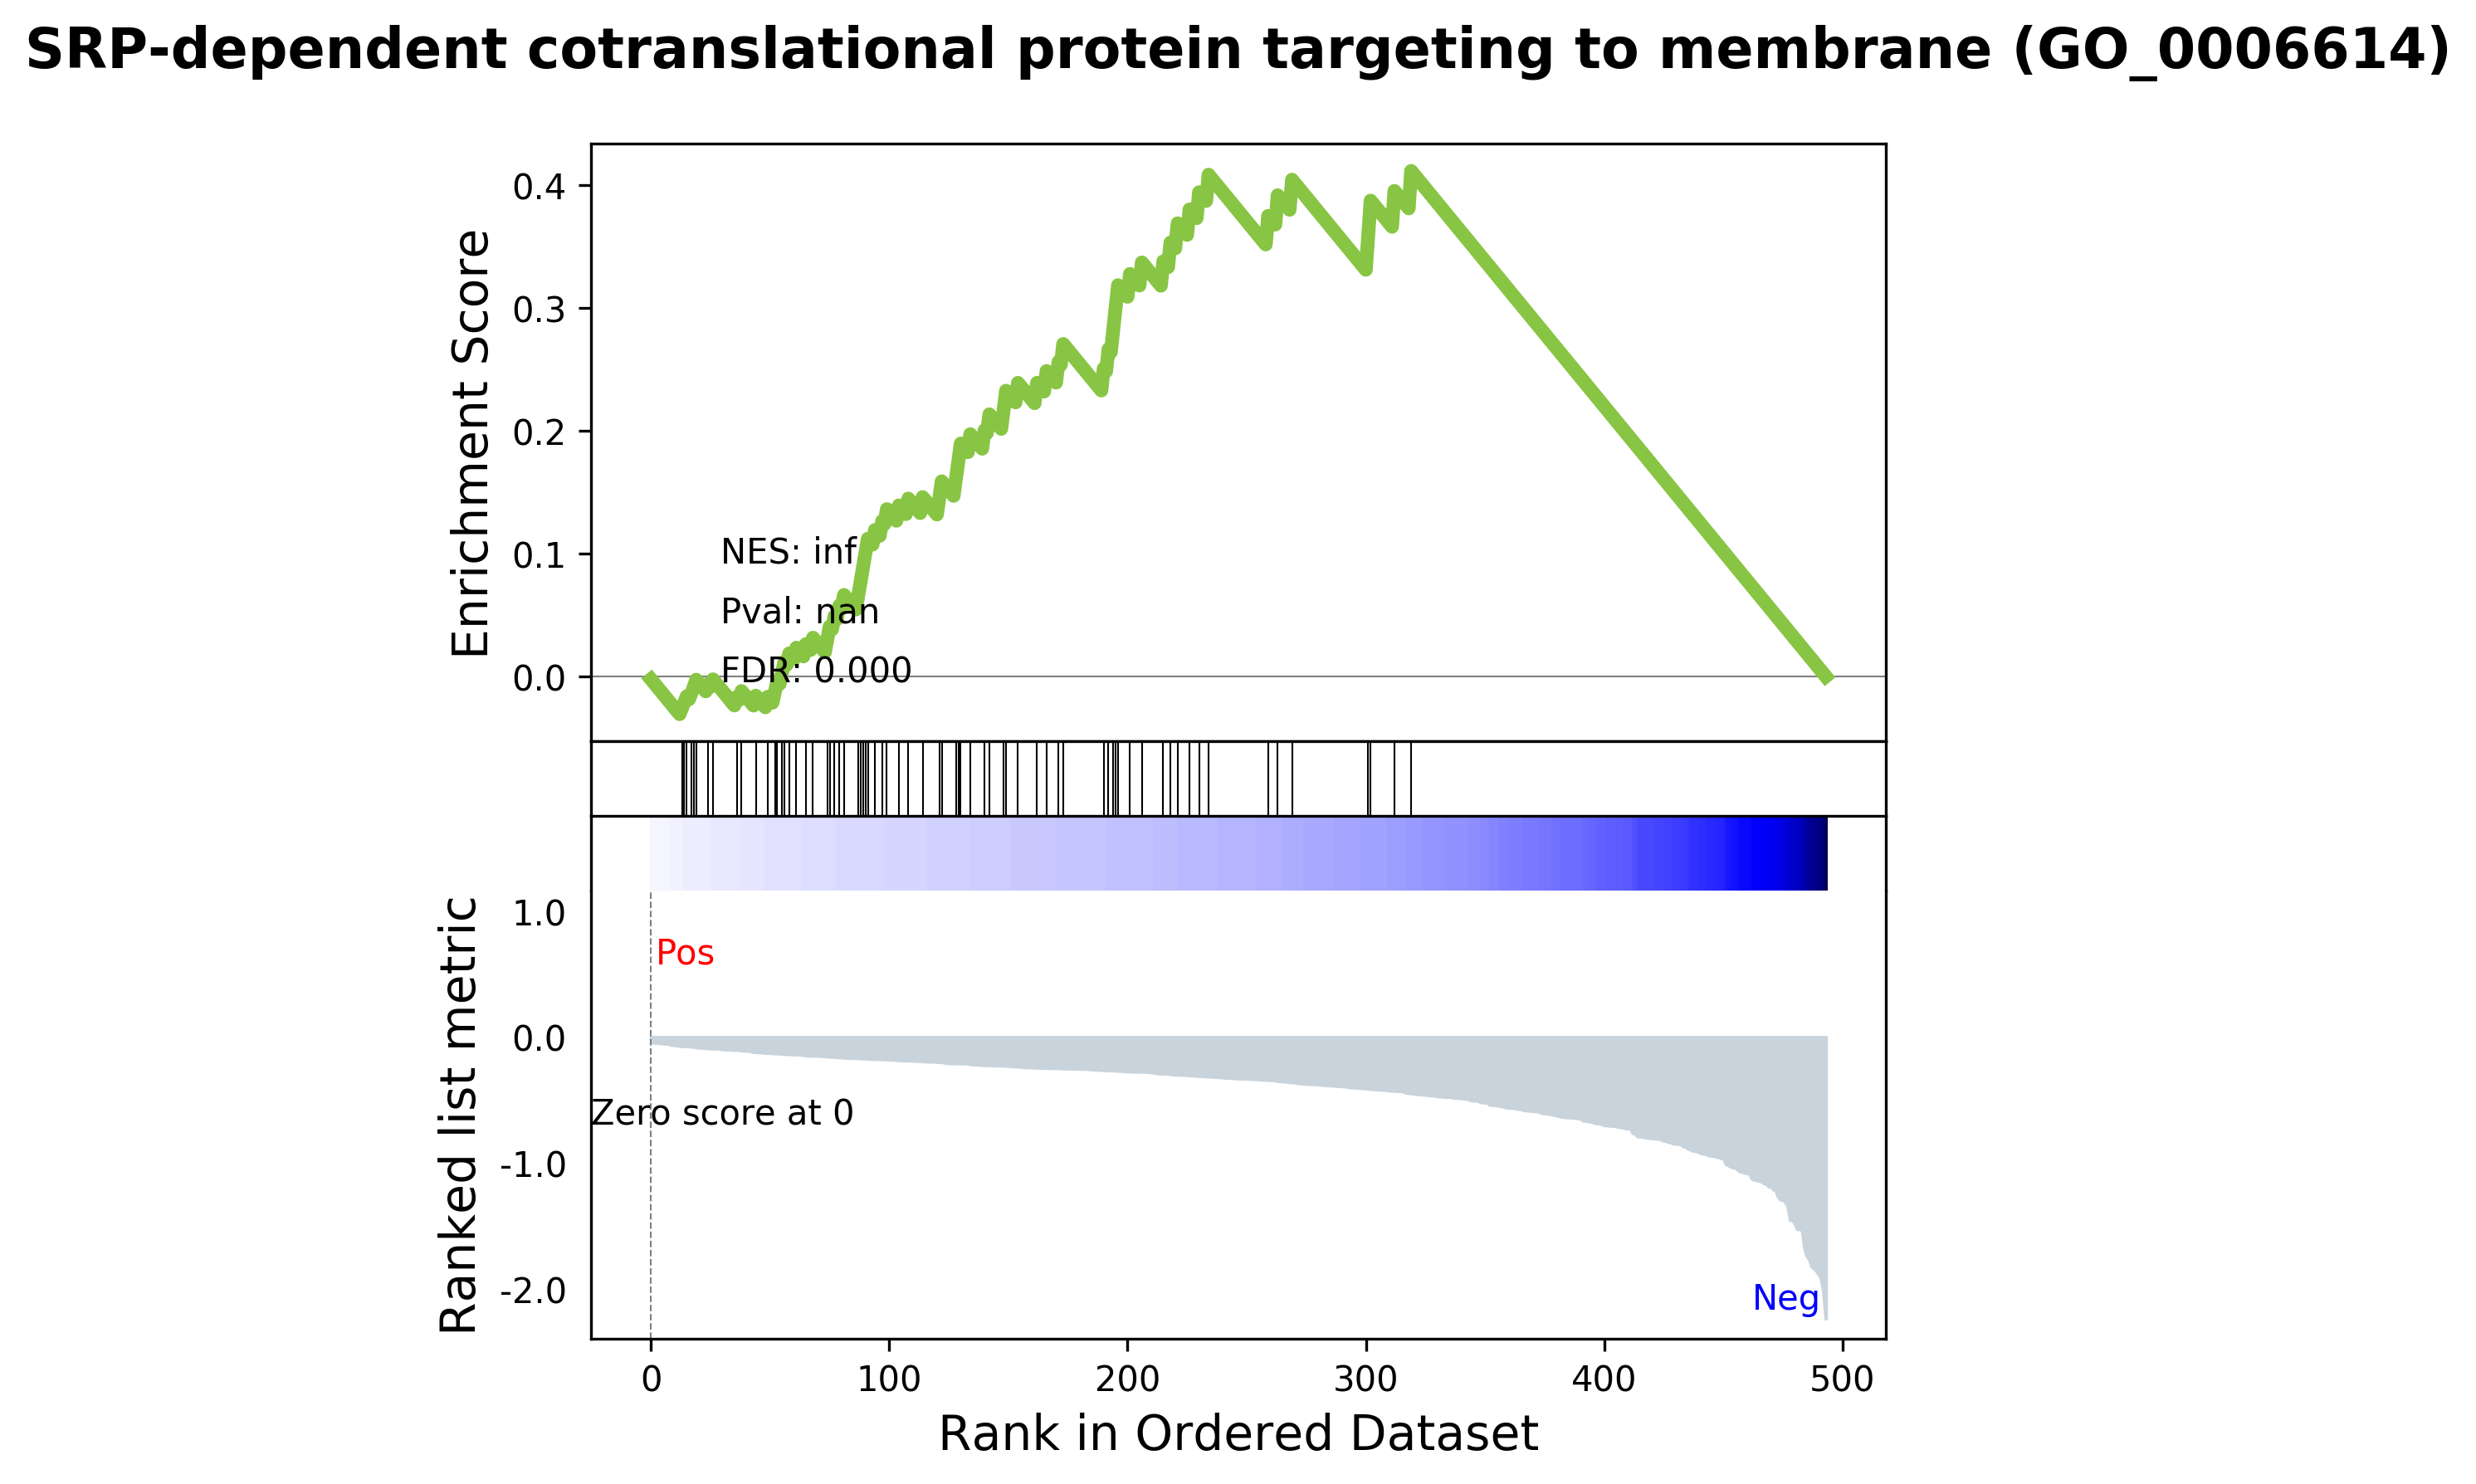 SRP-dependent cotranslational protein targeting to membrane (GO_0006614)
Enrichment Score
0.4
0.3
0.2
0.1
0.0
NES: inf
Pval: nan
FDR: 0.000
Ranked list metric
1.0
0.0
-1.0
-2.0
Pos
Zero score at 0
Neg
0 100 200 300 400 500
Rank in Ordered Dataset